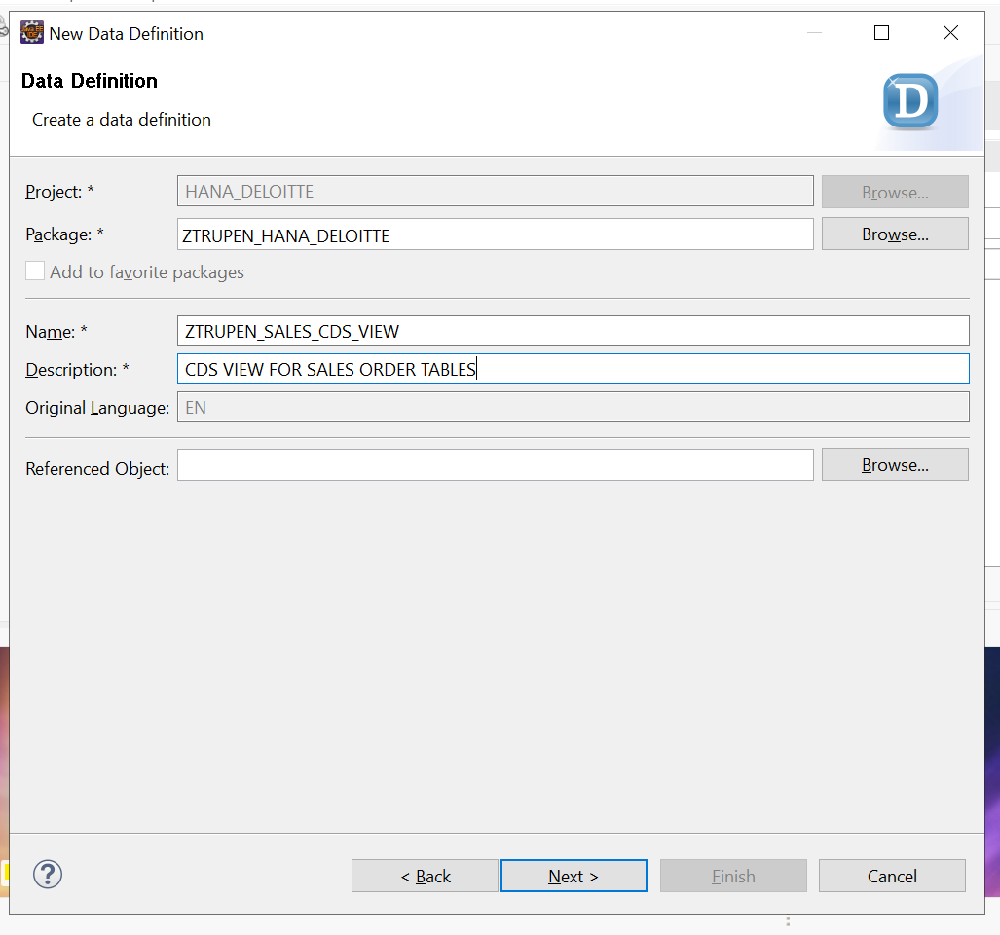 New Data Definition
Data Definition
Create a data definition
D
Project: * HANA_DELOITTE Browse...
Package: * ZTRUPEN_HANA_DELOITTE Browse...
Add to favorite packages
Name: * ZTRUPEN_SALES_CDS_VIEW
Description: * CDS VIEW FOR SALES ORDER TABLES
Original Language: EN
Referenced Object: Browse...
? < Back Next > Finish Cancel